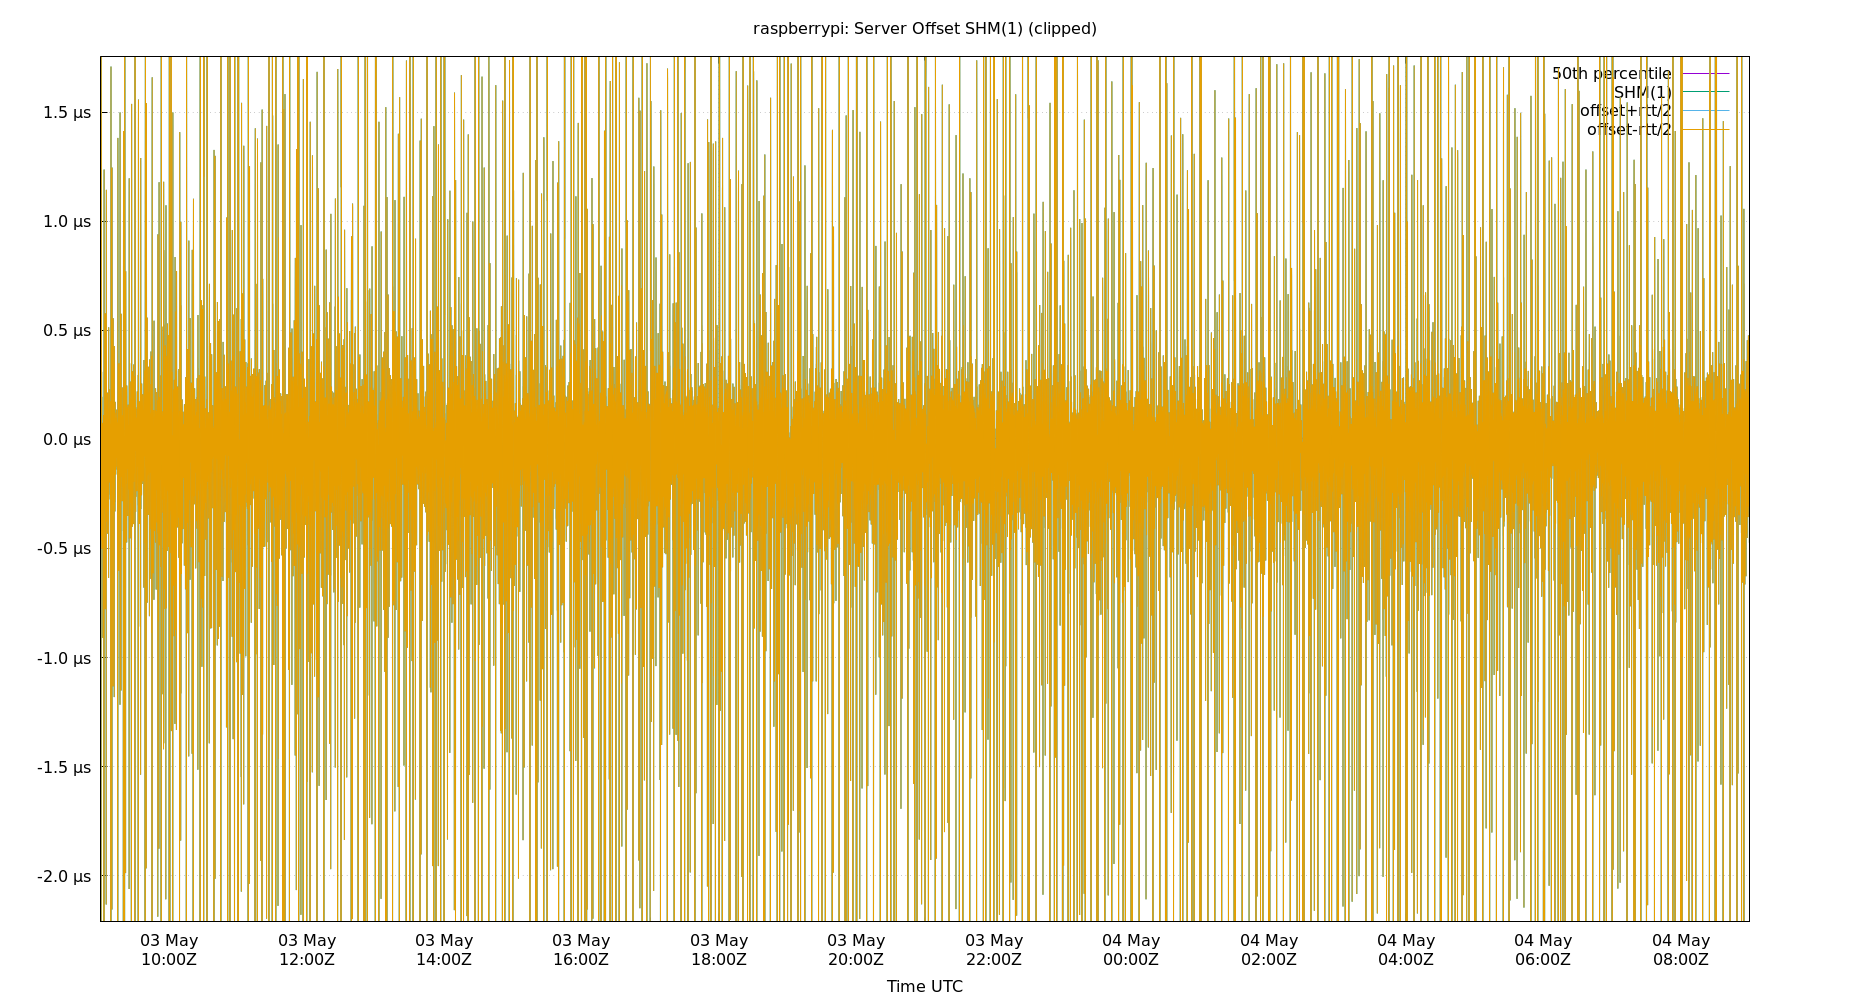 raspberrypi: Server Offset SHM(1) (clipped)
50th percentile
SHM(1)
offset+rtt/2
offset-rtt/2
1.5 µs
1.0 µs
0.5 µs
0.0 µs
-0.5 µs
-1.0 µs
-1.5 µs
-2.0 µs
03 May 03 May 03 May 03 May 03 May 03 May 03 May 04 May 04 May 04 May 04 May 04 May
10:00Z 12:00Z 14:00Z 16:00Z 18:00Z 20:00Z 22:00Z 00:00Z 02:00Z 04:00Z 06:00Z 08:00Z
Time UTC